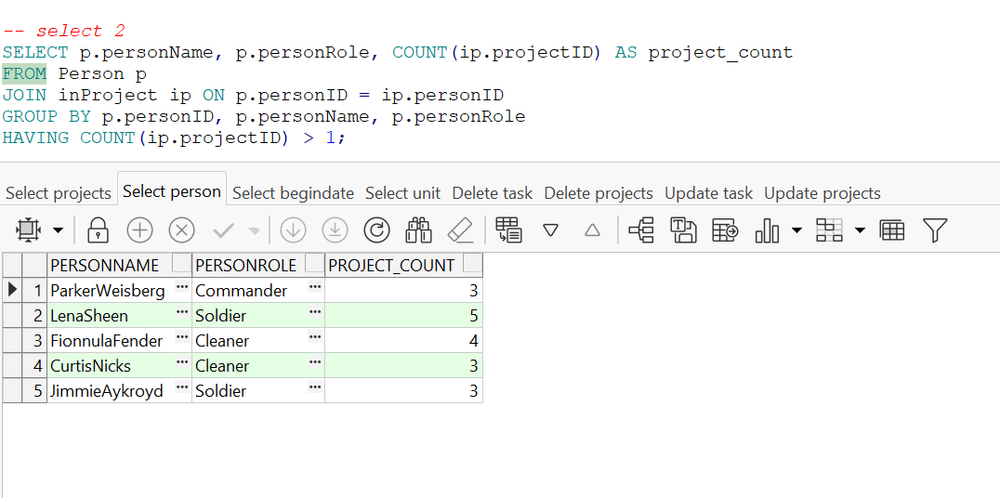 -- select 2
SELECT p.personName, p.personRole, COUNT(ip.projectID) AS project_count
FROM Person p
JOIN inProject ip ON p.personID = ip.personID
GROUP BY p.personID, p.personName, p.personRole
HAVING COUNT(ip.projectID) > 1;
Select projects Select person Select begindate Select unit Delete task Delete projects Update task Update projects
PERSONNAME PERSONROLE PROJECT_COUNT
1 ParkerWeisberg ··· Commander ··· 3
2 LenaSheen ··· Soldier ··· 5
3 FionnulaFender ··· Cleaner ··· 4
4 CurtisNicks ··· Cleaner ··· 3
5 JimmieAykroyd ··· Soldier ··· 3